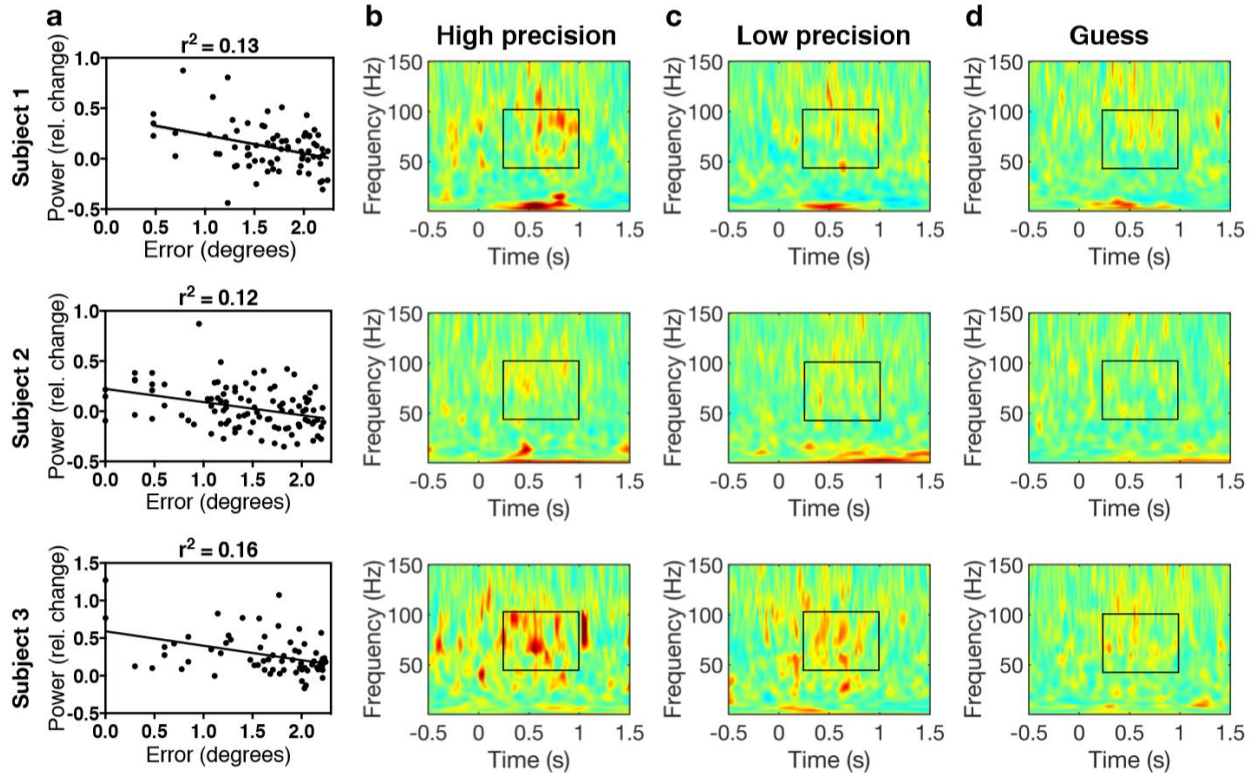 a
b
c
d
High precision
Low precision
Guess
Subject 1
r² = 0.13
Power (rel. change)
1.0
0.5
0.0
-0.5
0.0 0.5 1.0 1.5 2.0
Error (degrees)
Frequency (Hz)
150
100
50
-0.5 0 0.5 1 1.5
Time (s)
Frequency (Hz)
150
100
50
-0.5 0 0.5 1 1.5
Time (s)
Frequency (Hz)
150
100
50
-0.5 0 0.5 1 1.5
Time (s)
Subject 2
r² = 0.12
Power (rel. change)
1.0
0.5
0.0
-0.5
0.0 0.5 1.0 1.5 2.0
Error (degrees)
Frequency (Hz)
150
100
50
-0.5 0 0.5 1 1.5
Time (s)
Frequency (Hz)
150
100
50
-0.5 0 0.5 1 1.5
Time (s)
Frequency (Hz)
150
100
50
-0.5 0 0.5 1 1.5
Time (s)
Subject 3
r² = 0.16
Power (rel. change)
1.5
1.0
0.5
0.0
-0.5
0.0 0.5 1.0 1.5 2.0
Error (degrees)
Frequency (Hz)
150
100
50
-0.5 0 0.5 1 1.5
Time (s)
Frequency (Hz)
150
100
50
-0.5 0 0.5 1 1.5
Time (s)
Frequency (Hz)
150
100
50
-0.5 0 0.5 1 1.5
Time (s)